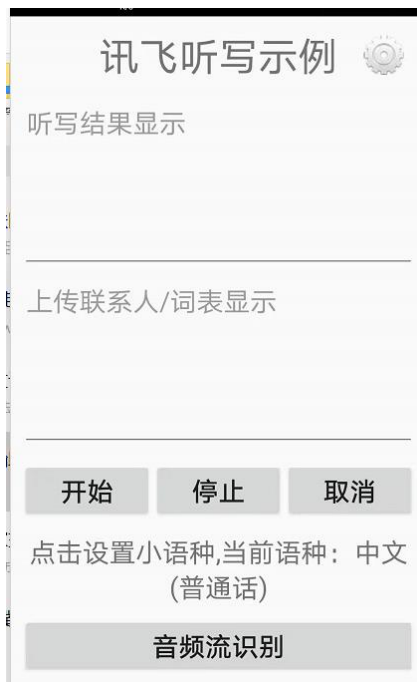 讯飞听写示例
听写结果显示
上传联系人/词表显示
开始 停止 取消
点击设置小语种,当前语种：中文
(普通话)
音频流识别